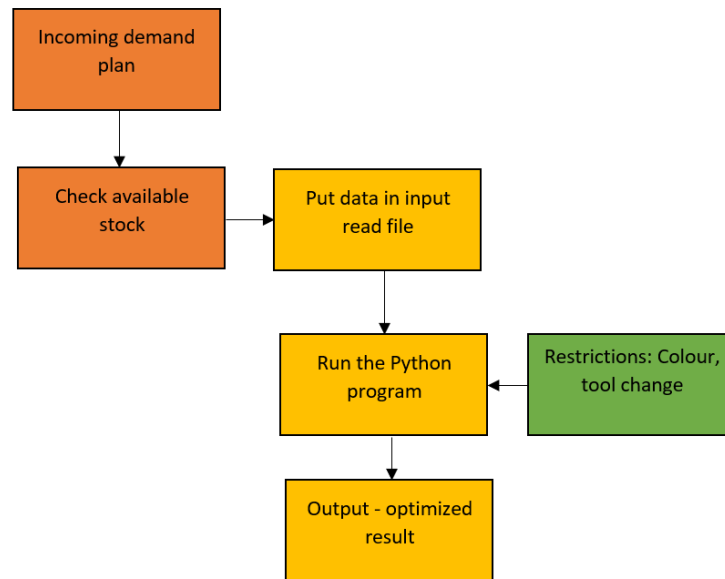 Incoming demand
plan
Check available
stock
Put data in input
read file
Run the Python
program
Restrictions: Colour,
tool change
Output - optimized
result